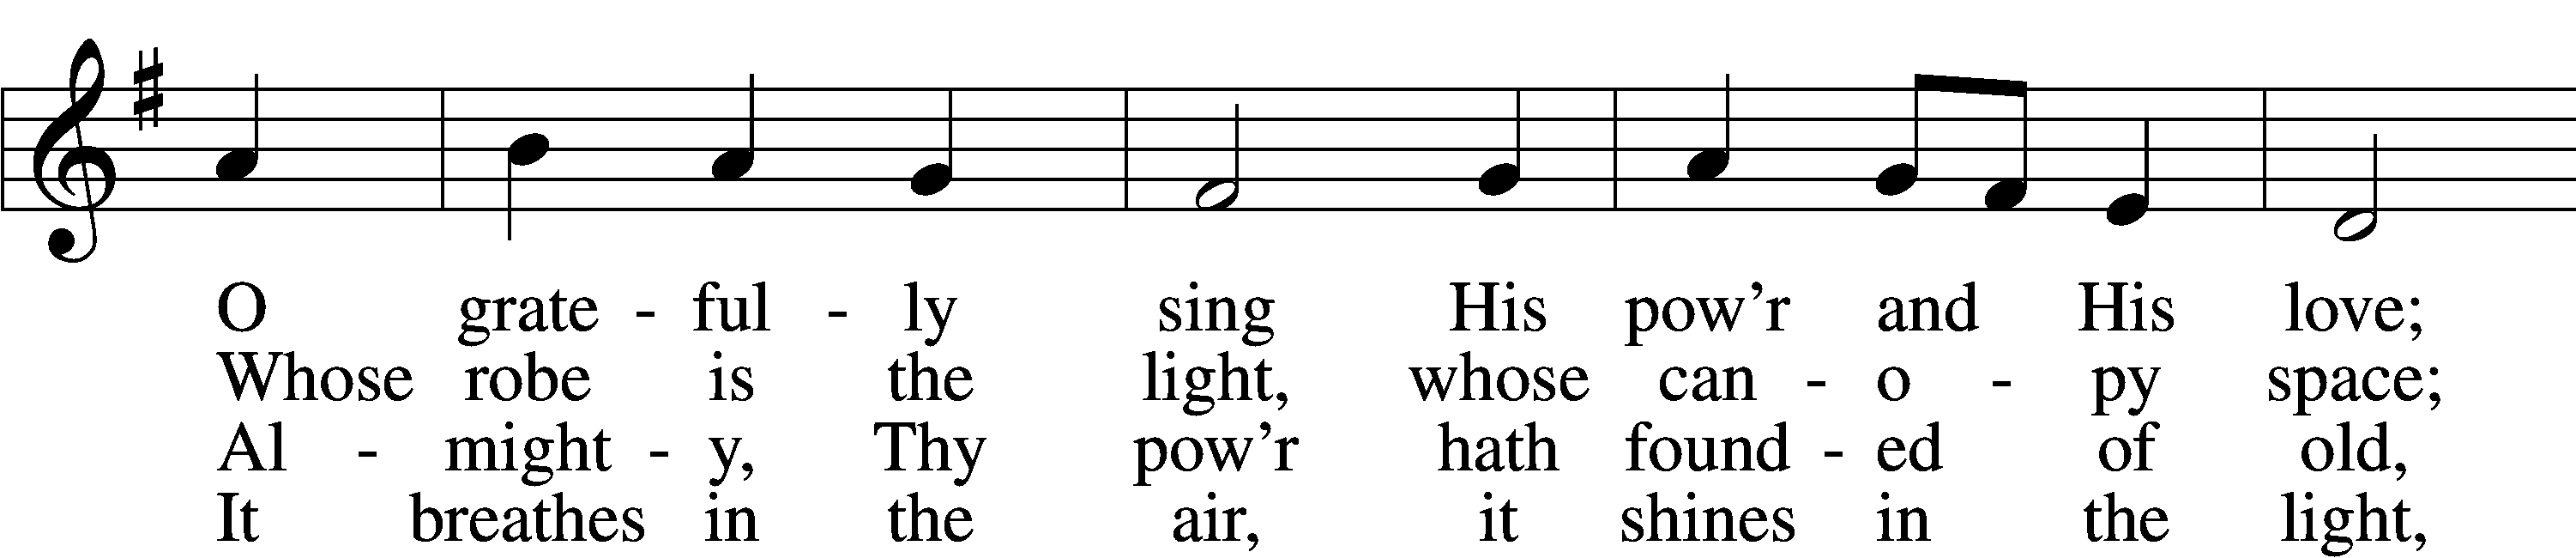 O grate - ful - ly sing His pow'r and His love;
Whose robe is the light, whose can - o - py space;
Al - might - y, Thy pow'r hath found - ed of old,
It breathes in the air, it shines in the light,